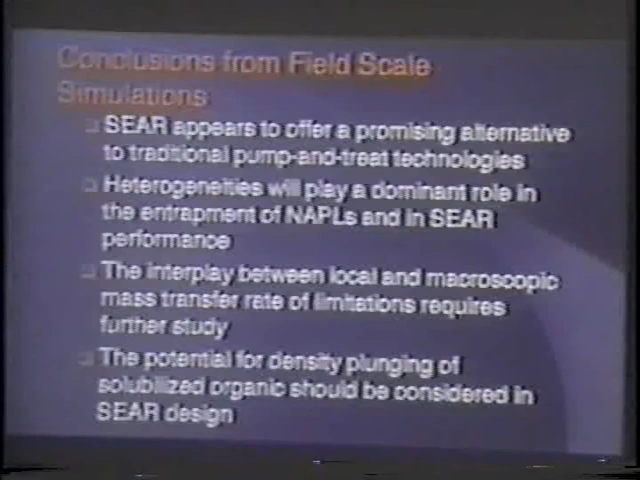 Conclusions from Field Scale
Simulations
SEAR appears to offer a promising alternative
to traditional pump-and-treat technologies
Heterogeneities will play a dominant role in
the entrapment of NAPLs and in SEAR
performance
The interplay between local and macroscopic
mass transfer rate of limitations requires
further study
The potential for density plunging of
solubilized organic should be considered in
SEAR design